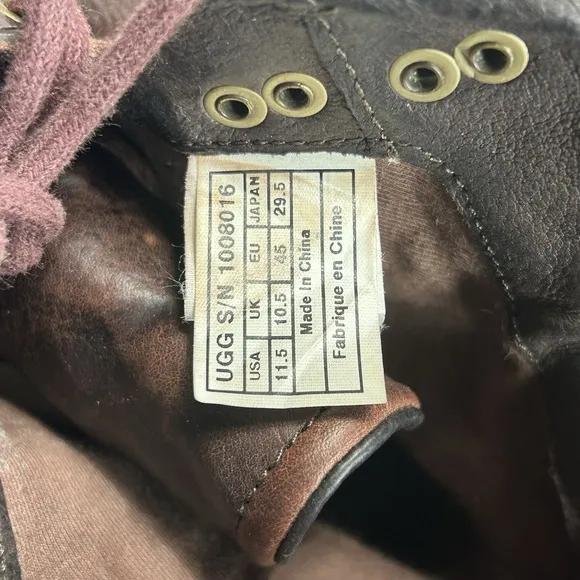 UGG S/N 1008016
USA UK EU JAPAN
11.5 10.5 45 29.5
Made In China
Fabrique en Chine